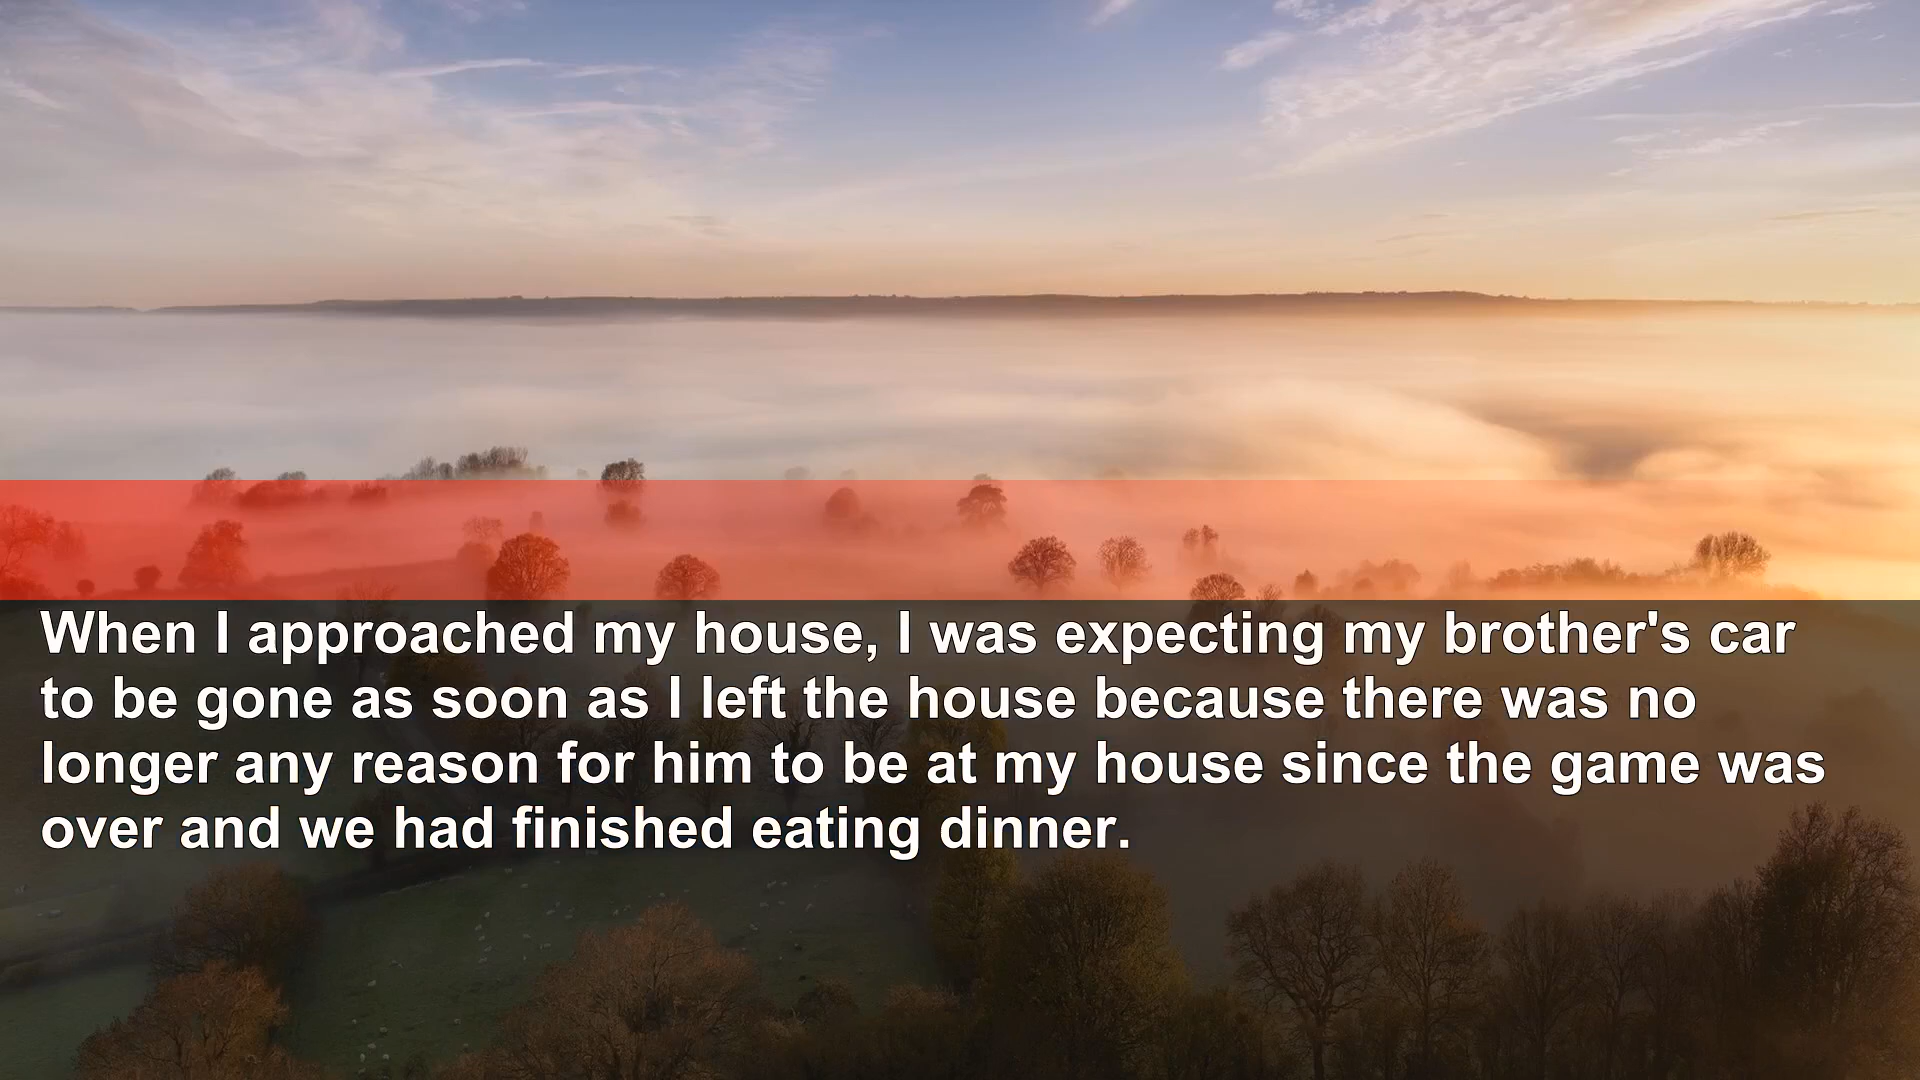 When I approached my house, I was expecting my brother's car
to be gone as soon as I left the house because there was no
longer any reason for him to be at my house since the game was
over and we had finished eating dinner.